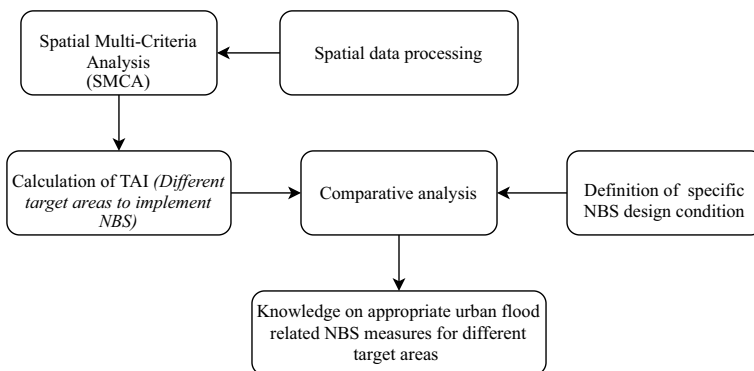 Spatial Multi-Criteria
Analysis
(SMCA)
Spatial data processing
Calculation of TAI (Different
target areas to implement
NBS)
Comparative analysis
Definition of specific
NBS design condition
Knowledge on appropriate urban flood
related NBS measures for different
target areas